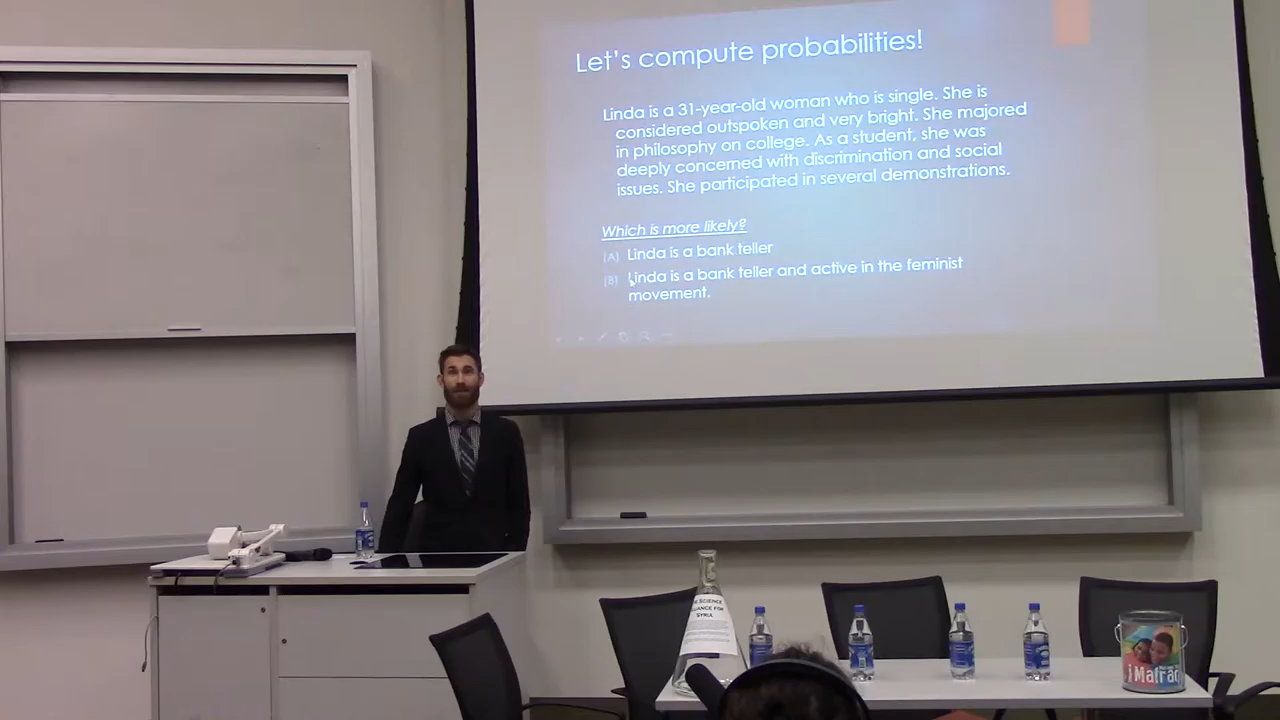 Let's compute probabilities!
Linda is a 31-year-old woman who is single. She is
considered outspoken and very bright. She majored
in philosophy on college. As a student, she was
deeply concerned with discrimination and social
issues. She participated in several demonstrations.
Which is more likely?
(A) Linda is a bank teller
(B) Linda is a bank teller and active in the feminist
movement.
SCIENCE
FOR